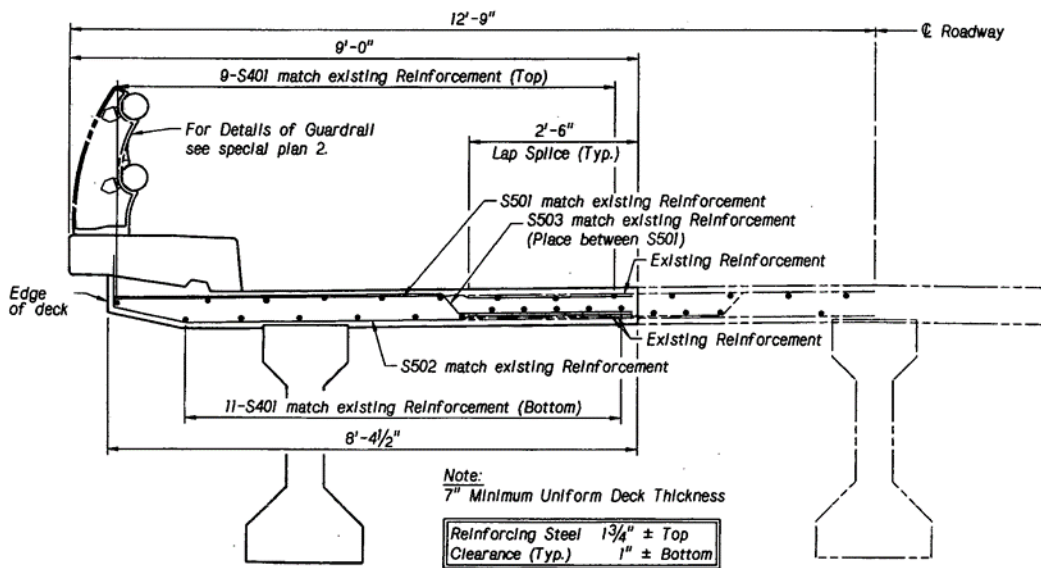 12'-9"
℄ Roadway
9'-0"
9-S401 match existing Reinforcement (Top)
For Details of Guardrail
see special plan 2.
2'-6"
Lap Splice (Typ.)
S501 match existing Reinforcement
S503 match existing Reinforcement
(Place between S501)
Existing Reinforcement
Edge
of deck
Existing Reinforcement
S502 match existing Reinforcement
11-S401 match existing Reinforcement (Bottom)
8'-4½"
Note:
7" Minimum Uniform Deck Thickness
Reinforcing Steel 1¾" ± Top
Clearance (Typ.) 1" ± Bottom